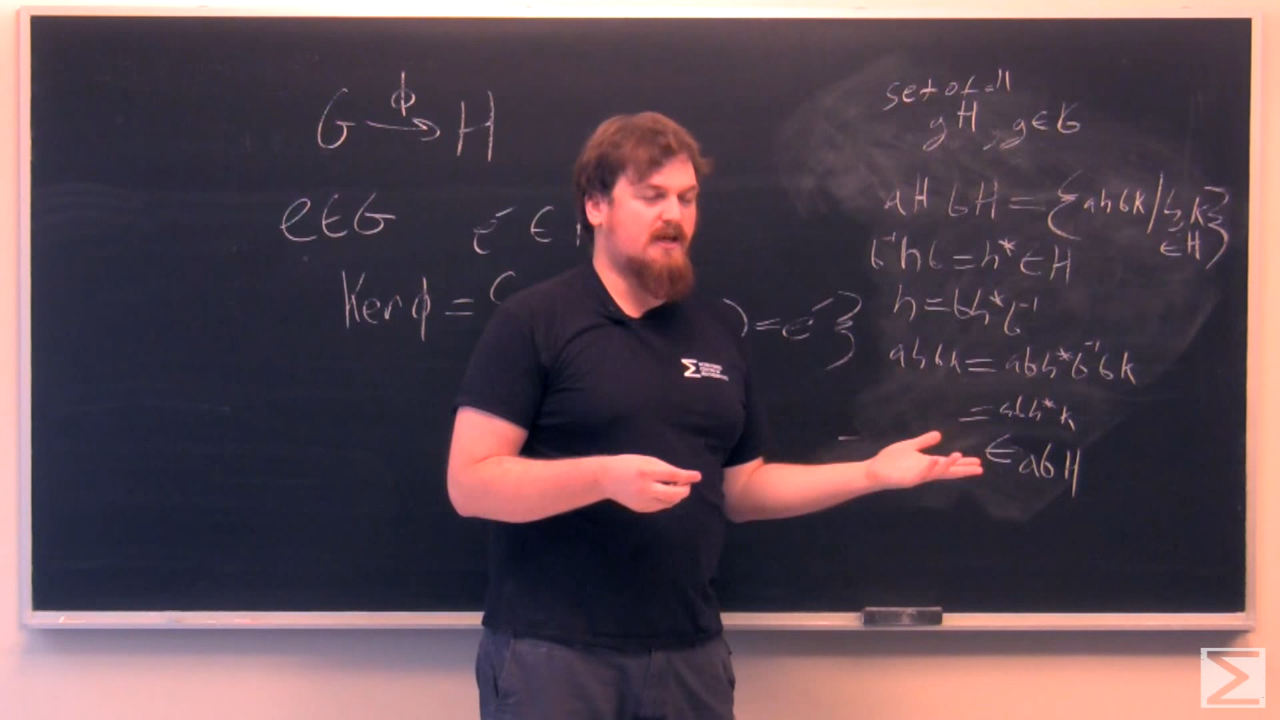 G →ϕ H
e ∈ G e' ∈
Ker ϕ = { ) = e' }
set of all
gH, g ∈ G
aH bH = { ahbk | h, k ∈ H }
b⁻¹hb = h* ∈ H
h = bh*b⁻¹
ahbk = abh*b⁻¹bk
= abh*k
∈ abH
Σ
Σ